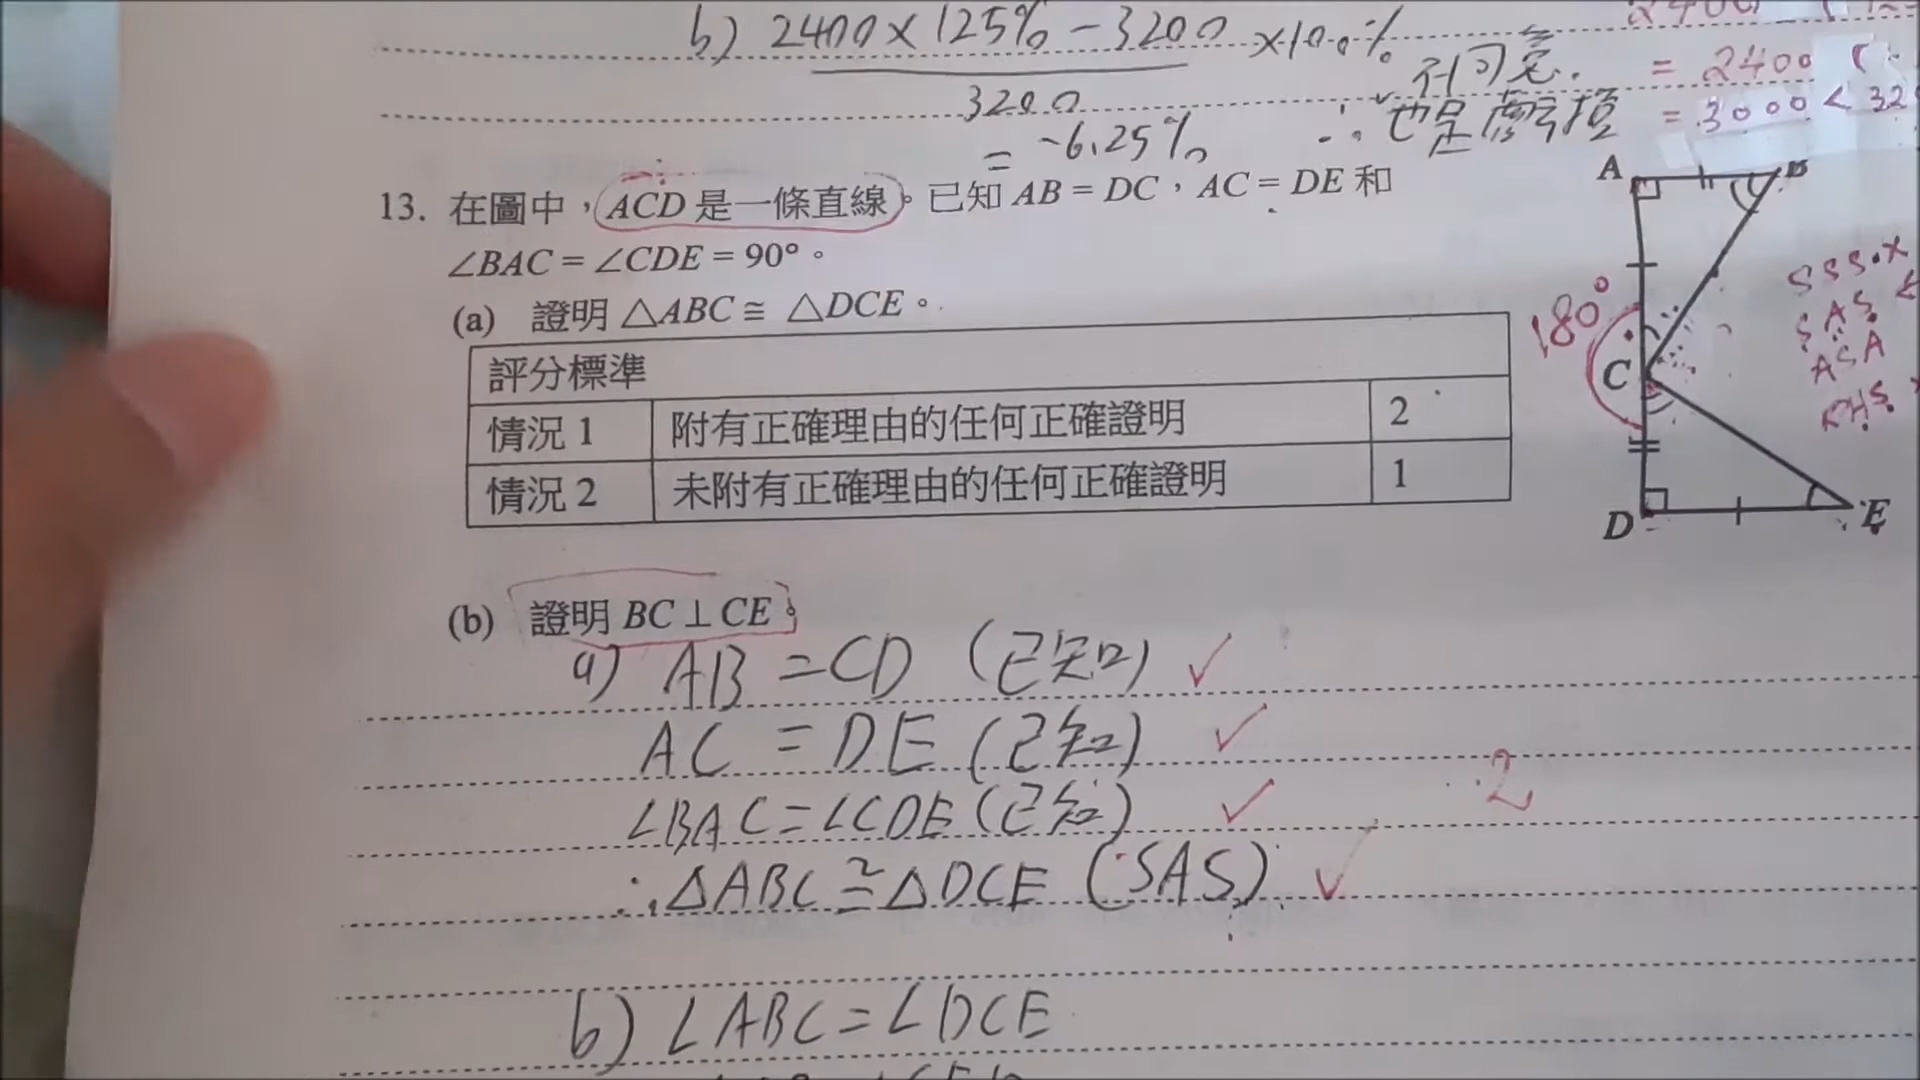 b) 2400×125%－3200 ×100%
3200
= -6.25%
不同意.
∴ 也是虧損
= 2400 (
= 3000 < 32
13. 在圖中，ACD 是一條直線。已知 AB = DC，AC = DE 和
∠BAC = ∠CDE = 90°。
(a) 證明 △ABC ≅ △DCE。
評分標準
情況 1 附有正確理由的任何正確證明 2
情況 2 未附有正確理由的任何正確證明 1
A B
180°
C
D E
SSS.×
SAS
ASA
RHS.
(b) 證明 BC⊥CE。
a) AB = CD (已知) ✓
AC = DE (已知) ✓
∠BAC = ∠CDE (已知) ✓
2
∴ △ABC ≅ △DCE (SAS) ✓
b) ∠ABC = ∠DCE